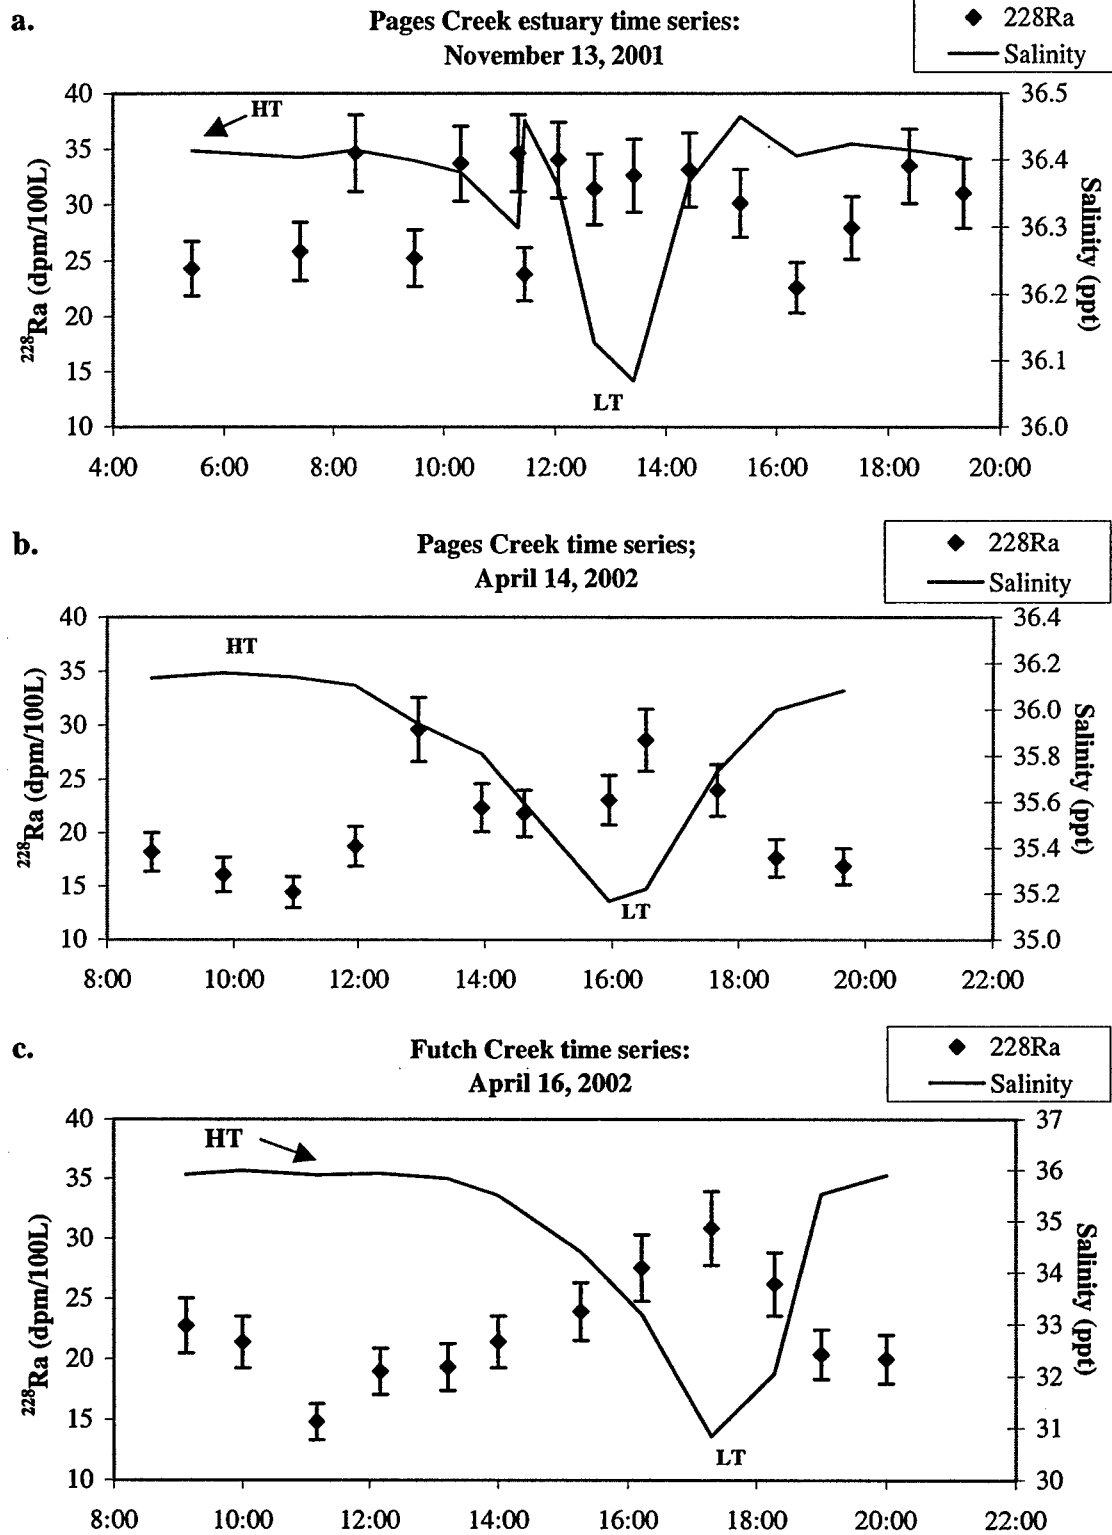 a.
Pages Creek estuary time series:
November 13, 2001
228Ra
Salinity
HT
LT
40
35
30
25
20
15
10
²²⁸Ra (dpm/100L)
36.5
36.4
36.3
36.2
36.1
36.0
Salinity (ppt)
4:00 6:00 8:00 10:00 12:00 14:00 16:00 18:00 20:00
b.
Pages Creek time series;
April 14, 2002
228Ra
Salinity
HT
LT
40
35
30
25
20
15
10
²²⁸Ra (dpm/100L)
36.4
36.2
36.0
35.8
35.6
35.4
35.2
35.0
Salinity (ppt)
8:00 10:00 12:00 14:00 16:00 18:00 20:00 22:00
c.
Futch Creek time series:
April 16, 2002
228Ra
Salinity
HT
LT
40
35
30
25
20
15
10
²²⁸Ra (dpm/100L)
37
36
35
34
33
32
31
30
Salinity (ppt)
8:00 10:00 12:00 14:00 16:00 18:00 20:00 22:00